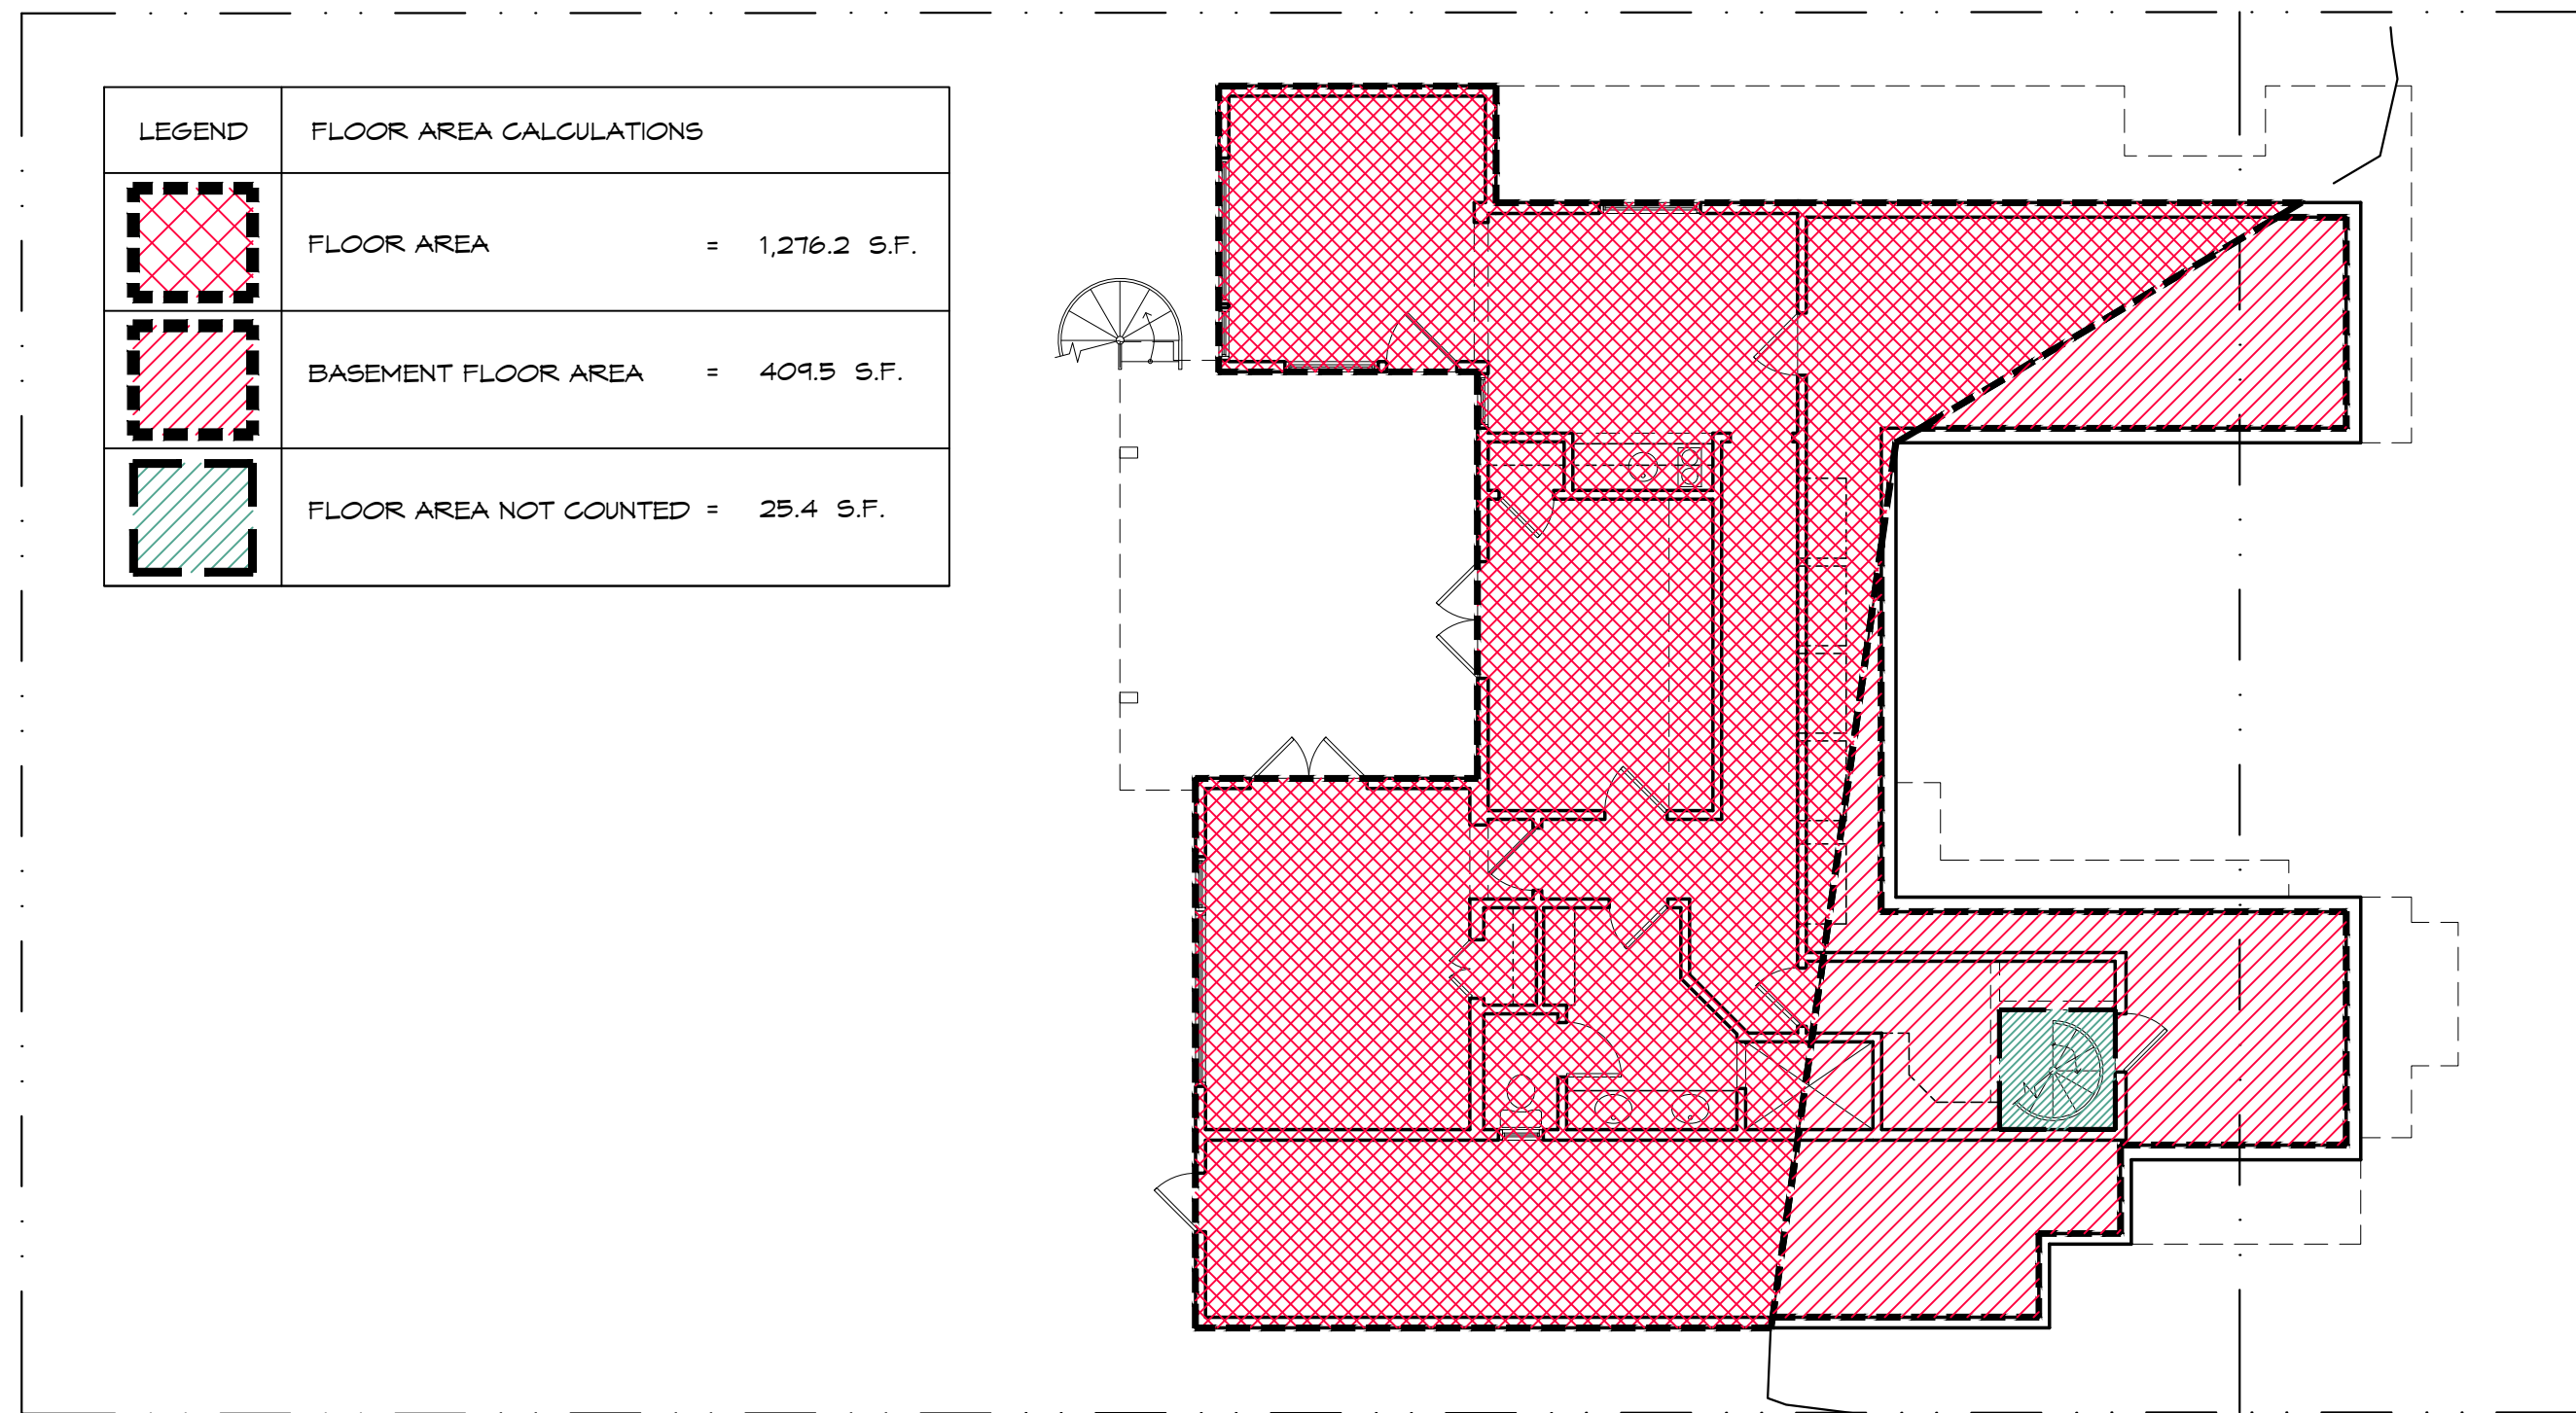 LEGEND FLOOR AREA CALCULATIONS
FLOOR AREA = 1,276.2 S.F.
BASEMENT FLOOR AREA = 409.5 S.F.
FLOOR AREA NOT COUNTED = 25.4 S.F.